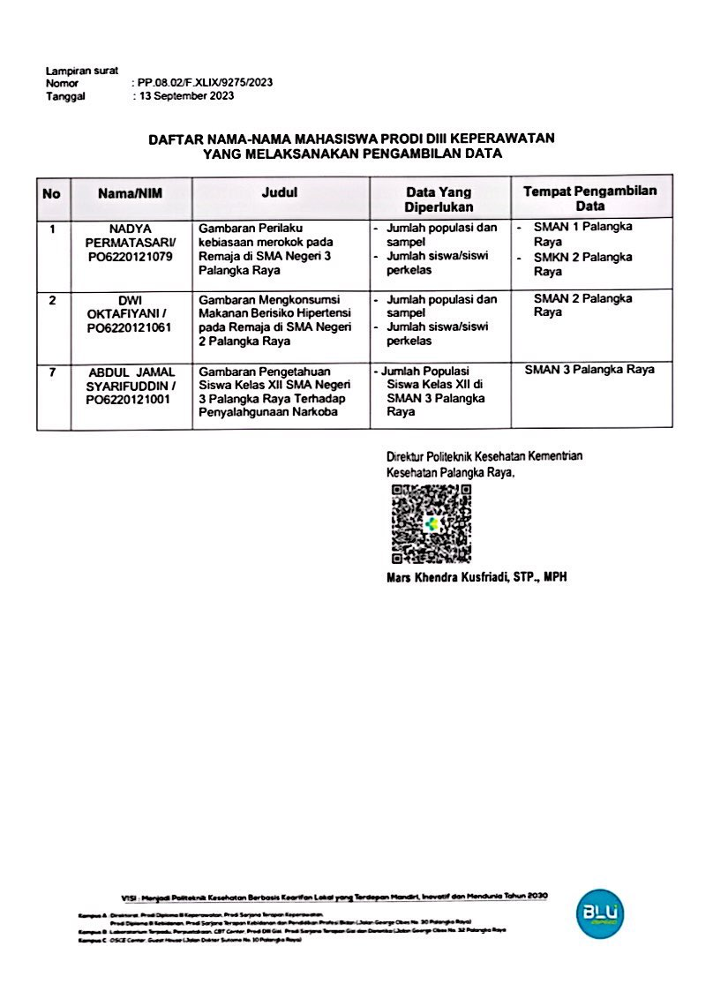 Lampiran surat
Nomor : PP.08.02/F.XLIX/9275/2023
Tanggal : 13 September 2023
DAFTAR NAMA-NAMA MAHASISWA PRODI DIII KEPERAWATAN
YANG MELAKSANAKAN PENGAMBILAN DATA
No
Nama/NIM
Judul
Data Yang
Diperlukan
Tempat Pengambilan
Data
1
NADYA
PERMATASARI/
PO6220121079
Gambaran Perilaku
kebiasaan merokok pada
Remaja di SMA Negeri 3
Palangka Raya
- Jumlah populasi dan
sampel
- Jumlah siswa/siswi
perkelas
- SMAN 1 Palangka
Raya
- SMKN 2 Palangka
Raya
2
DWI
OKTAFIYANI /
PO6220121061
Gambaran Mengkonsumsi
Makanan Berisiko Hipertensi
pada Remaja di SMA Negeri
2 Palangka Raya
- Jumlah populasi dan
sampel
- Jumlah siswa/siswi
perkelas
SMAN 2 Palangka
Raya
7
ABDUL JAMAL
SYARIFUDDIN /
PO6220121001
Gambaran Pengetahuan
Siswa Kelas XII SMA Negeri
3 Palangka Raya Terhadap
Penyalahgunaan Narkoba
- Jumlah Populasi
Siswa Kelas XII di
SMAN 3 Palangka
Raya
SMAN 3 Palangka Raya
Direktur Politeknik Kesehatan Kementrian
Kesehatan Palangka Raya,
Mars Khendra Kusfriadi, STP., MPH
VISI : Menjadi Politeknik Kesehatan Berbasis Kearifan Lokal yang Terdepan Mandiri, Inovatif dan Mendunia Tahun 2030
Kampus A : Direktorat, Prodi Diploma III Keperawatan, Prodi Sarjana Terapan Keperawatan,
Prodi Diploma III Kebidanan, Prodi Sarjana Terapan Kebidanan dan Pendidikan Profesi Bidan (Jalan George Obos No. 30 Palangka Raya)
Kampus B : Laboratorium Terpadu, Perpustakaan, CBT Center, Prodi DIII Gizi, Prodi Sarjana Terapan Gizi dan Dietetika (Jalan George Obos No. 32 Palangka Raya
Kampus C : OSCE Center, Guest House (Jalan Dokter Sutomo No. 10 Palangka Raya)
BLU